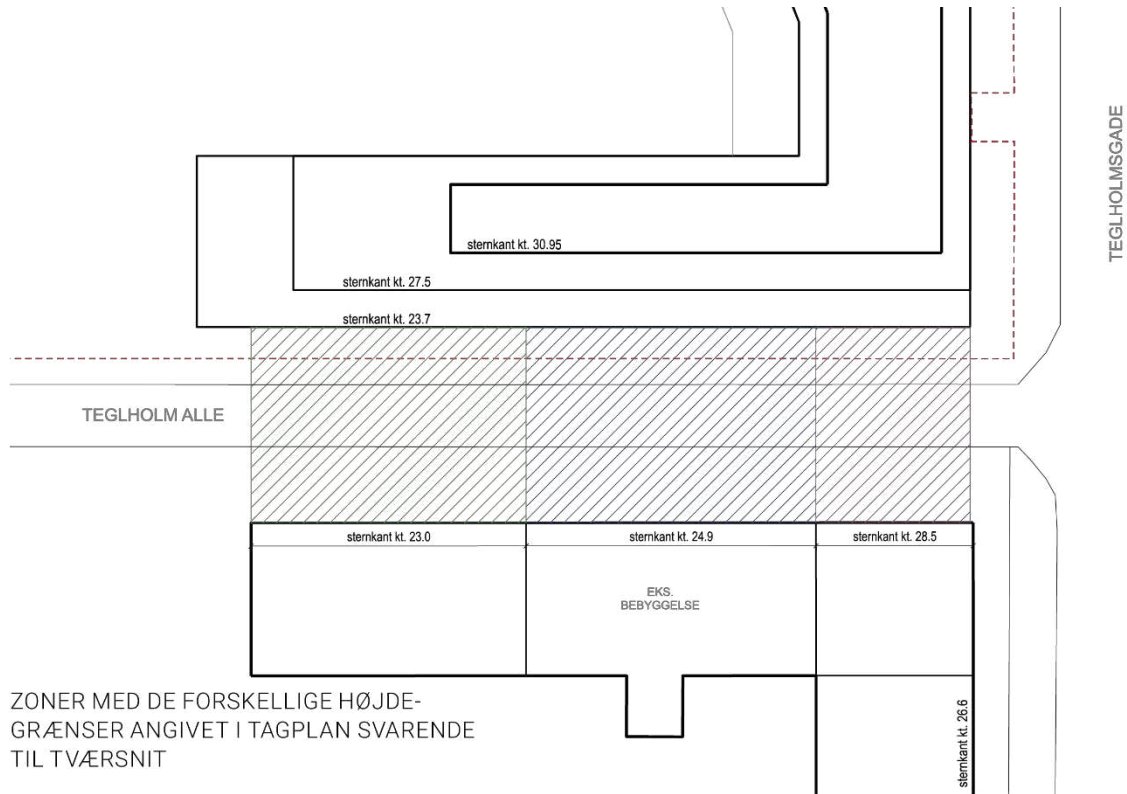 TEGLHOLMSGADE
sternkant kt. 30.95
sternkant kt. 27.5
sternkant kt. 23.7
TEGLHOLM ALLE
sternkant kt. 23.0
sternkant kt. 24.9
sternkant kt. 28.5
EKS.
BEBYGGELSE
sternkant kt. 26.6
ZONER MED DE FORSKELLIGE HØJDE-
GRÆNSER ANGIVET I TAGPLAN SVARENDE
TIL TVÆRSNIT